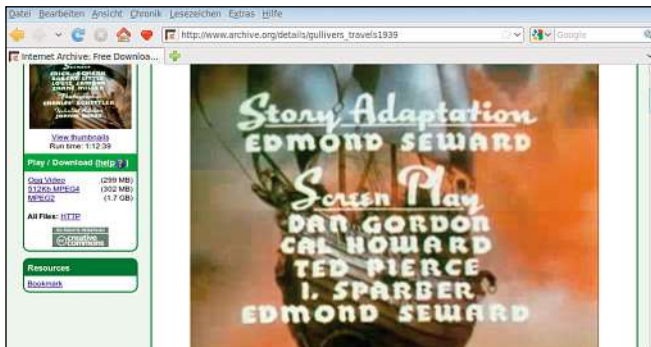 Datei Bearbeiten Ansicht Chronik Lesezeichen Extras Hilfe
http://www.archive.org/details/gullivers_travels1939
Google
Internet Archive: Free Downloa...
View thumbnails
Run time: 1:12:39
Play / Download (help ?)
Ogg Video (299 MB)
512Kb MPEG4 (302 MB)
MPEG2 (1.7 GB)
All Files: HTTP
creative commons
Resources
Bookmark
Story Adaptation
EDMOND SEWARD
Screen Play
DAN GORDON
CAL HOWARD
TED PIERCE
I. SPARBER
EDMOND SEWARD